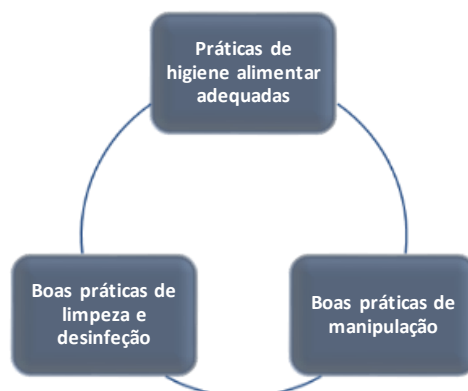 Práticas de
higiene alimentar
adequadas
Boas práticas de
limpeza e
desinfeção
Boas práticas de
manipulação